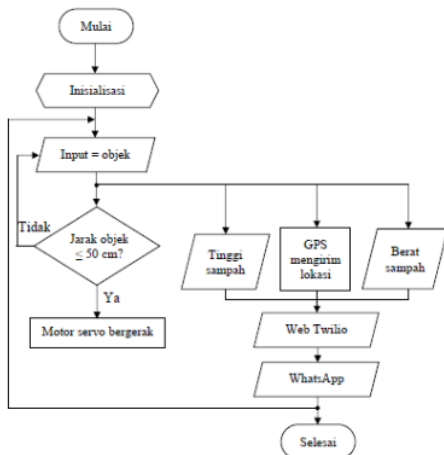 Mulai
Inisialisasi
Input = objek
Tidak
Jarak objek
≤ 50 cm?
Ya
Motor servo bergerak
Tinggi
sampah
GPS
mengirim
lokasi
Berat
sampah
Web Twilio
WhatsApp
Selesai